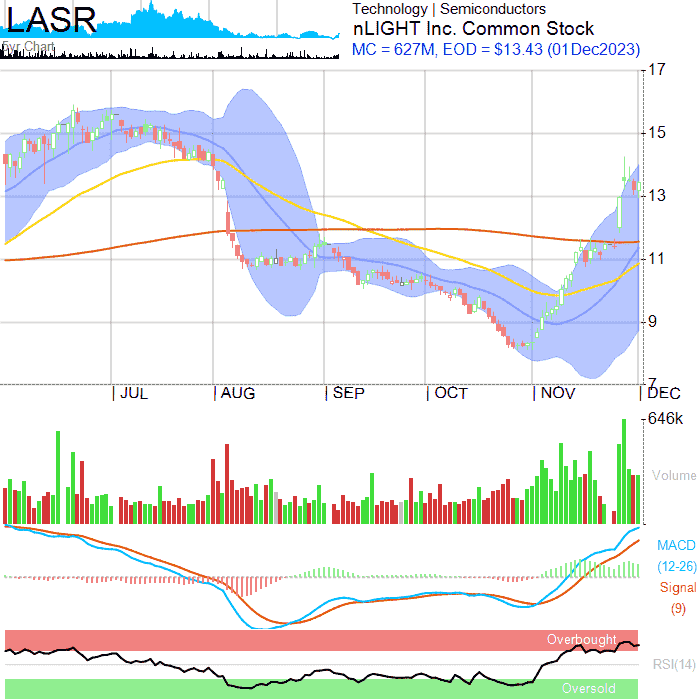 LASR
5yr Chart
Technology | Semiconductors
nLIGHT Inc. Common Stock
MC = 627M, EOD = $13.43 (01Dec2023)
17
15
13
11
9
7
| JUL
| AUG
| SEP
| OCT
| NOV
| DEC
646k
Volume
MACD
(12-26)
Signal
(9)
Overbought
RSI(14)
Oversold